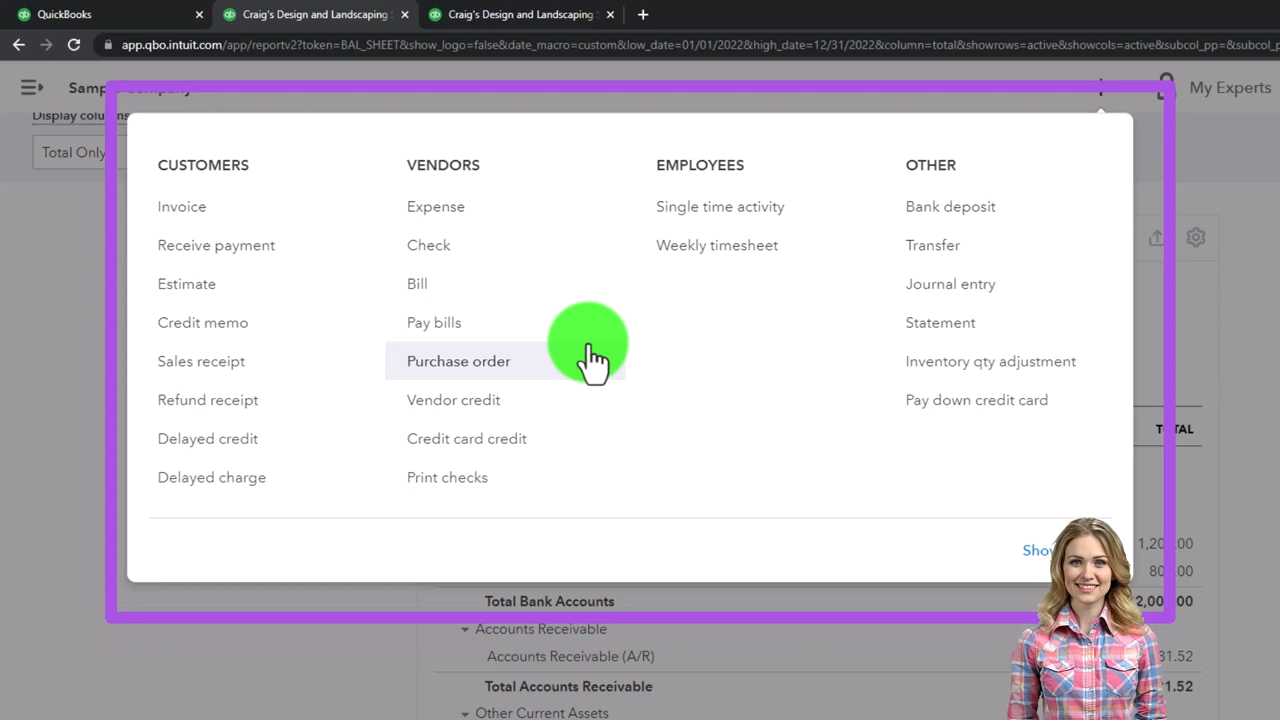 QuickBooks
Craig's Design and Landscaping
Craig's Design and Landscaping
app.qbo.intuit.com/app/reportv2?token=BAL_SHEET&show_logo=false&date_macro=custom&low_date=01/01/2022&high_date=12/31/2022&column=total&showrows=active&showcols=active&subcol_pp=&subcol_p
My Experts
Total Only
CUSTOMERS VENDORS EMPLOYEES OTHER
Invoice Expense Single time activity Bank deposit
Receive payment Check Weekly timesheet Transfer
Estimate Bill Journal entry
Credit memo Pay bills Statement
Sales receipt Purchase order Inventory qty adjustment
Refund receipt Vendor credit Pay down credit card
Delayed credit Credit card credit
Delayed charge Print checks
Total Bank Accounts
Accounts Receivable
Accounts Receivable (A/R)
Total Accounts Receivable
Other Current Assets